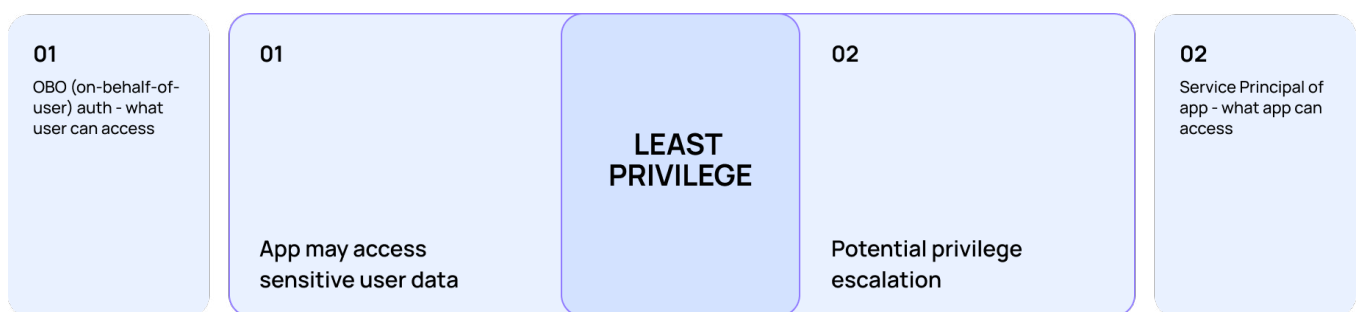 01
OBO (on-behalf-of-
user) auth - what
user can access
01
App may access
sensitive user data
LEAST
PRIVILEGE
02
Potential privilege
escalation
02
Service Principal of
app - what app can
access